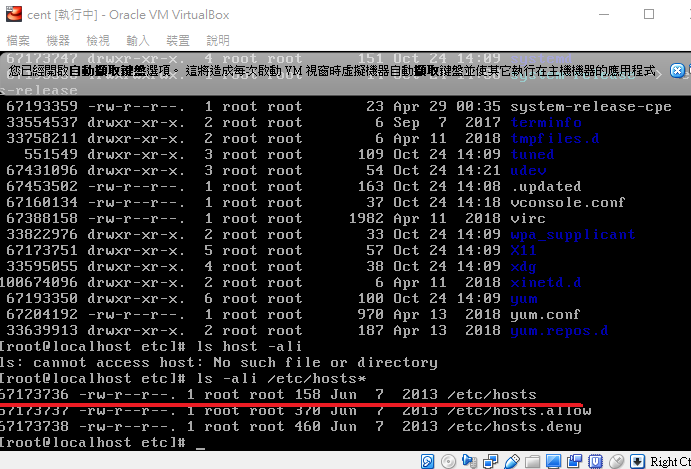 cent [執行中] - Oracle VM VirtualBox
檔案 機器 檢視 輸入 裝置 說明
67173747 drwxr-xr-x. 4 root root 151 Oct 24 14:09 systemd
您已經開啟自動擷取鍵盤選項。 這將造成每次啟動 VM 視窗時虛擬機器自動擷取鍵盤並使其它執行在主機機器的應用程式
s-release
67193359 -rw-r--r--. 1 root root 23 Apr 29 00:35 system-release-cpe
33554537 drwxr-xr-x. 2 root root 6 Sep 7 2017 terminfo
33758211 drwxr-xr-x. 2 root root 6 Apr 11 2018 tmpfiles.d
551549 drwxr-xr-x. 3 root root 109 Oct 24 14:09 tuned
67431096 drwxr-xr-x. 3 root root 54 Oct 24 14:21 udev
67453502 -rw-r--r--. 1 root root 163 Oct 24 14:08 .updated
67160134 -rw-r--r--. 1 root root 37 Oct 24 14:18 vconsole.conf
67388158 -rw-r--r--. 1 root root 1982 Apr 11 2018 virc
33822976 drwxr-xr-x. 2 root root 33 Oct 24 14:09 wpa_supplicant
67173751 drwxr-xr-x. 5 root root 57 Oct 24 14:09 X11
33595055 drwxr-xr-x. 4 root root 38 Oct 24 14:09 xdg
100674096 drwxr-xr-x. 2 root root 6 Apr 11 2018 xinetd.d
67193350 drwxr-xr-x. 6 root root 100 Oct 24 14:09 yum
67204192 -rw-r--r--. 1 root root 970 Apr 13 2018 yum.conf
33639913 drwxr-xr-x. 2 root root 187 Apr 13 2018 yum.repos.d
[root@localhost etc]# ls host -ali
ls: cannot access host: No such file or directory
[root@localhost etc]# ls -ali /etc/hosts*
67173736 -rw-r--r--. 1 root root 158 Jun 7 2013 /etc/hosts
67173737 -rw-r--r--. 1 root root 370 Jun 7 2013 /etc/hosts.allow
67173738 -rw-r--r--. 1 root root 460 Jun 7 2013 /etc/hosts.deny
[root@localhost etc]# _
Right Ct